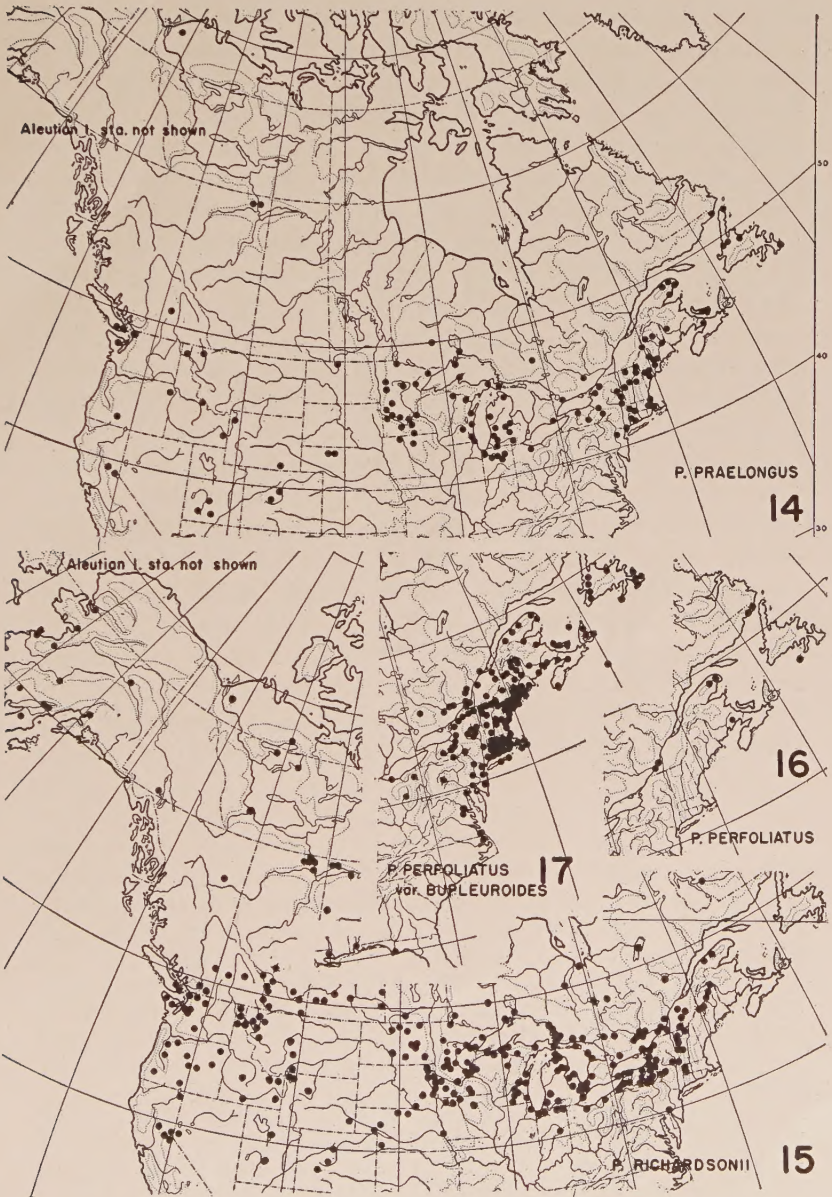 Aleution I. sta. not shown
50
40
30
P. PRAELONGUS
14
Aleution I. sta. not shown
P. PERFOLIATUS
var. BUPLEUROIDES
17
16
P. PERFOLIATUS
P. RICHARDSONII
15